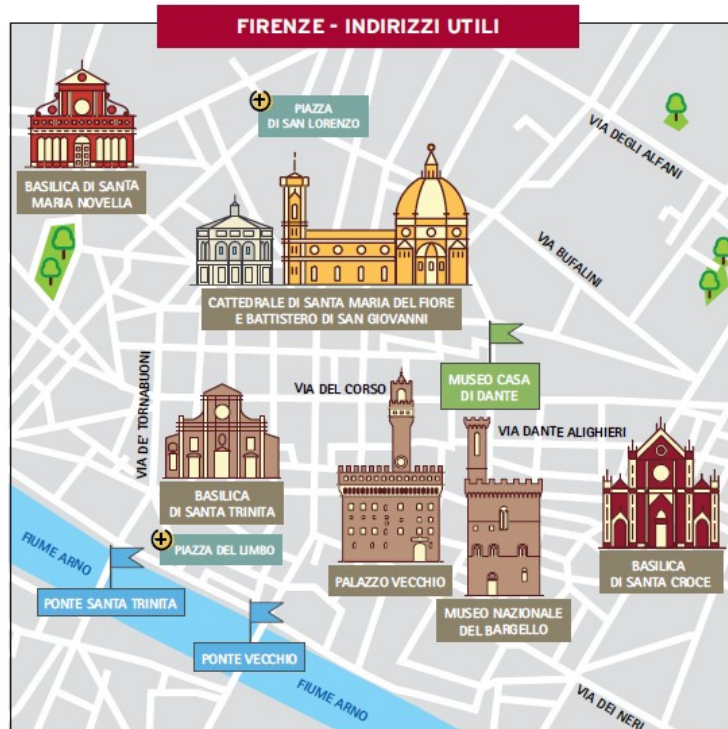 FIRENZE - INDIRIZZI UTILI
PIAZZA
DI SAN LORENZO
VIA DEGLI ALFANI
BASILICA DI SANTA
MARIA NOVELLA
VIA BUFALINI
CATTEDRALE DI SANTA MARIA DEL FIORE
E BATTISTERO DI SAN GIOVANNI
VIA DE' TORNABUONI
VIA DEL CORSO
MUSEO CASA
DI DANTE
VIA DANTE ALIGHIERI
BASILICA
DI SANTA TRINITA
FIUME ARNO
PIAZZA DEL LIMBO
PALAZZO VECCHIO
BASILICA
DI SANTA CROCE
PONTE SANTA TRINITA
MUSEO NAZIONALE
DEL BARGELLO
PONTE VECCHIO
FIUME ARNO
VIA DEI NERI